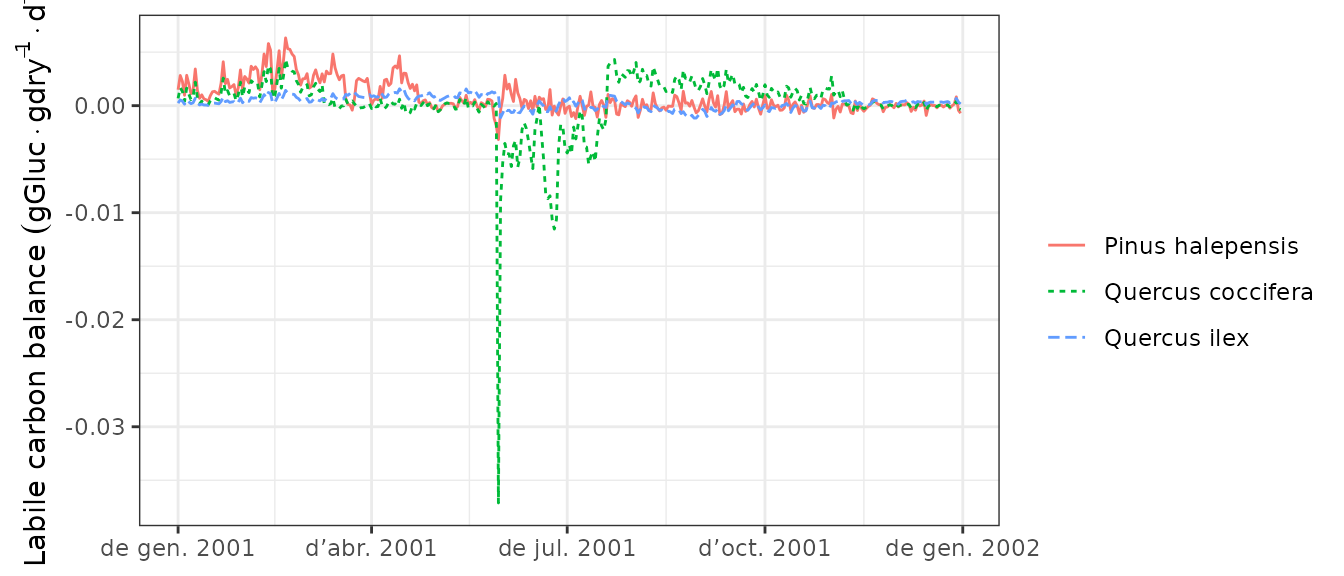 Labile carbon balance (gGluc · gdry⁻¹ · d⁻
0.00
-0.01
-0.02
-0.03
de gen. 2001
d’abr. 2001
de jul. 2001
d’oct. 2001
de gen. 2002
Pinus halepensis
Quercus coccifera
Quercus ilex